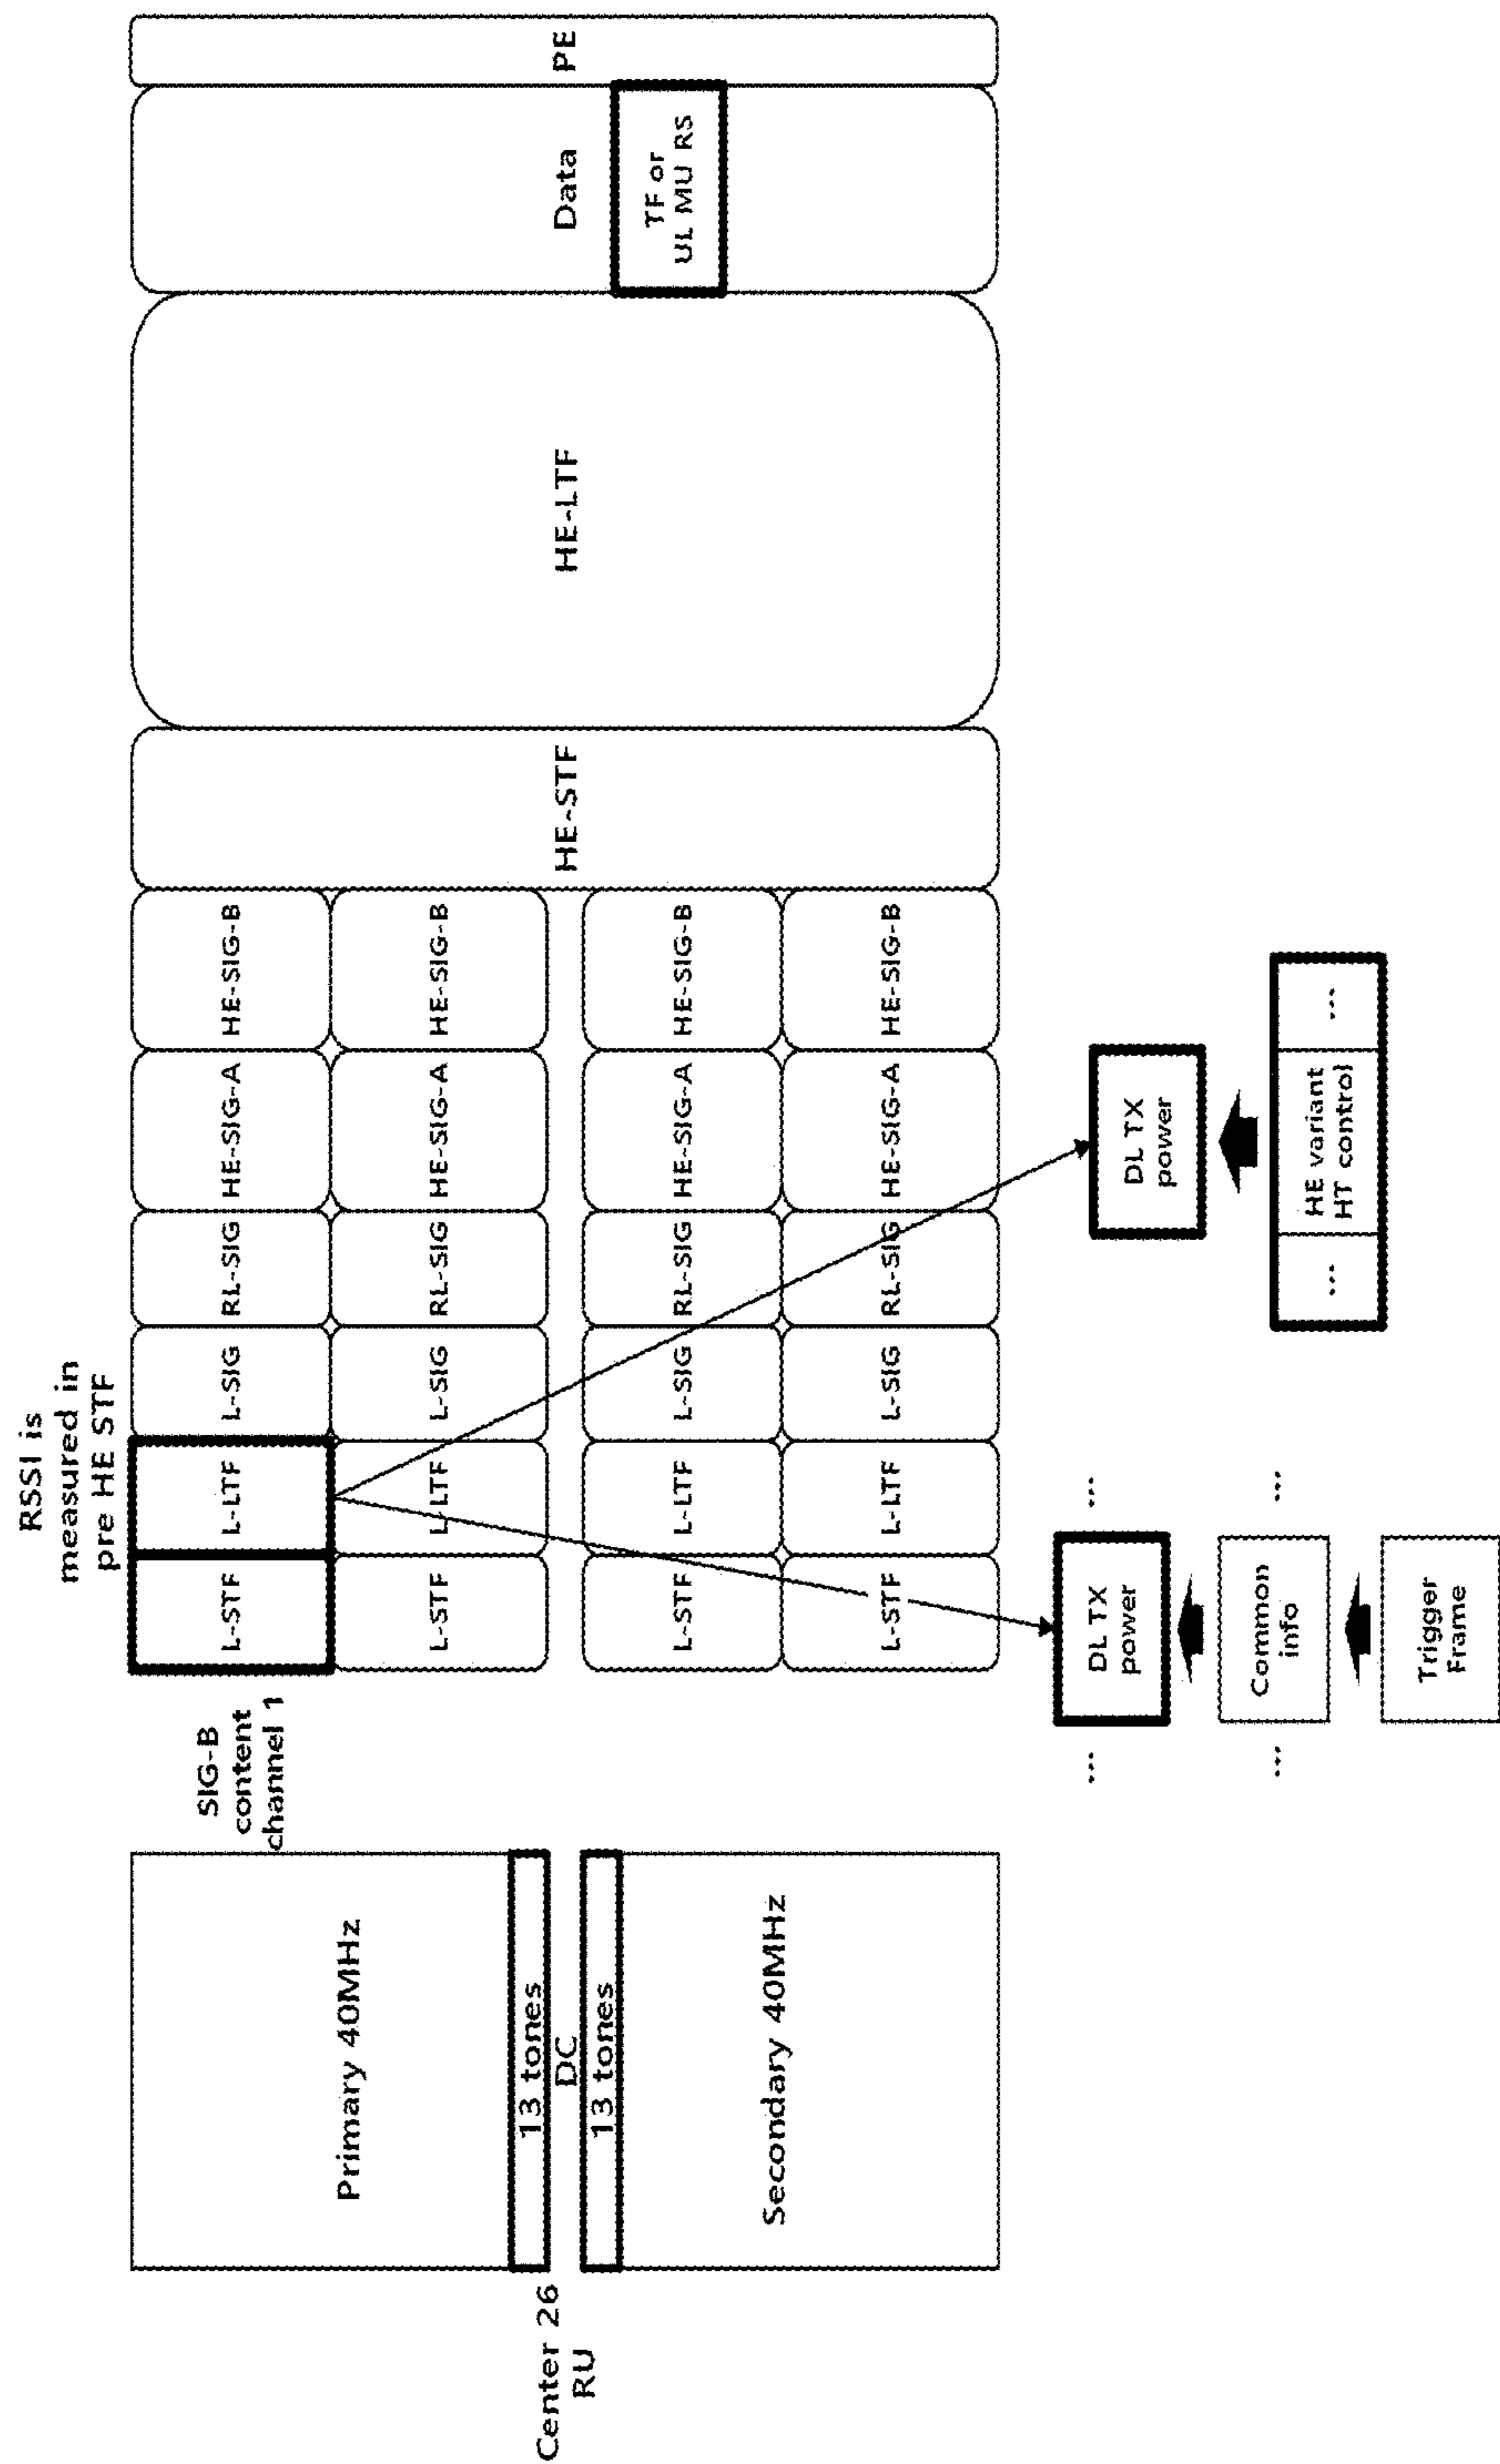 Center 26
RU
Primary 40MHz
13 tones
DC
13 tones
Secondary 40MHz
SIG-B
content
channel 1
RSSI is
measured in
pre HE STF
L-STF
L-LTF
L-SIG
RL-SIG
HE-SIG-A
HE-SIG-B
L-STF
L-LTF
L-SIG
RL-SIG
HE-SIG-A
HE-SIG-B
L-STF
L-LTF
L-SIG
RL-SIG
HE-SIG-A
HE-SIG-B
L-STF
L-LTF
L-SIG
RL-SIG
HE-SIG-A
HE-SIG-B
HE-STF
HE-LTF
Data
TF or
UL MU RS
PE
...
DL TX
power
...
...
Common
info
...
Trigger
Frame
DL TX
power
...
HE variant
HT control
...